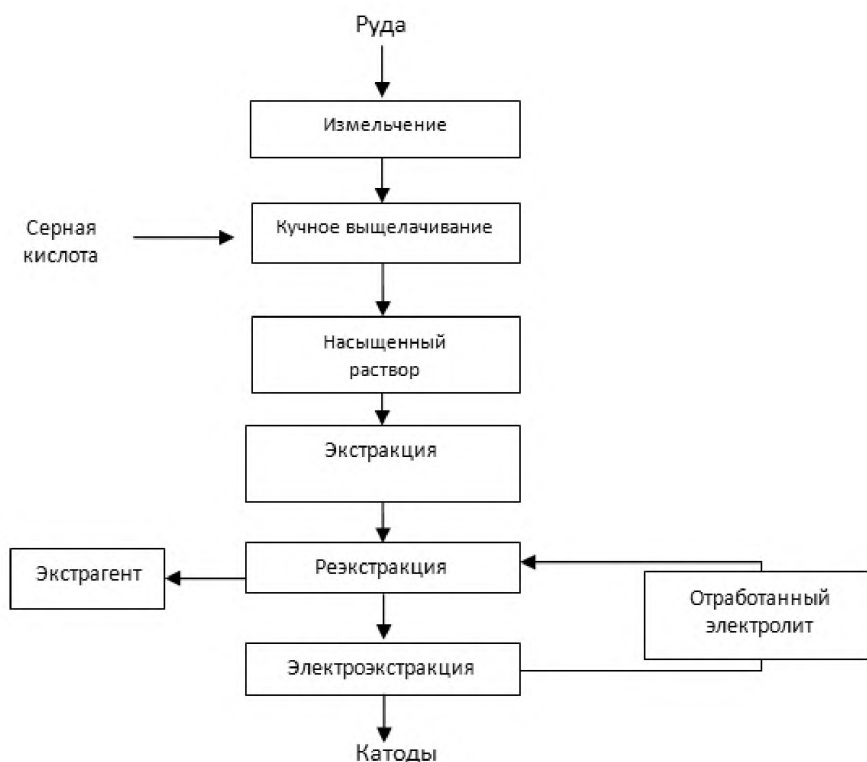 Руда
Измельчение
Серная
кислота
Кучное выщелачивание
Насыщенный
раствор
Экстракция
Экстрагент
Реэкстракция
Отработанный
электролит
Электроэкстракция
Катоды